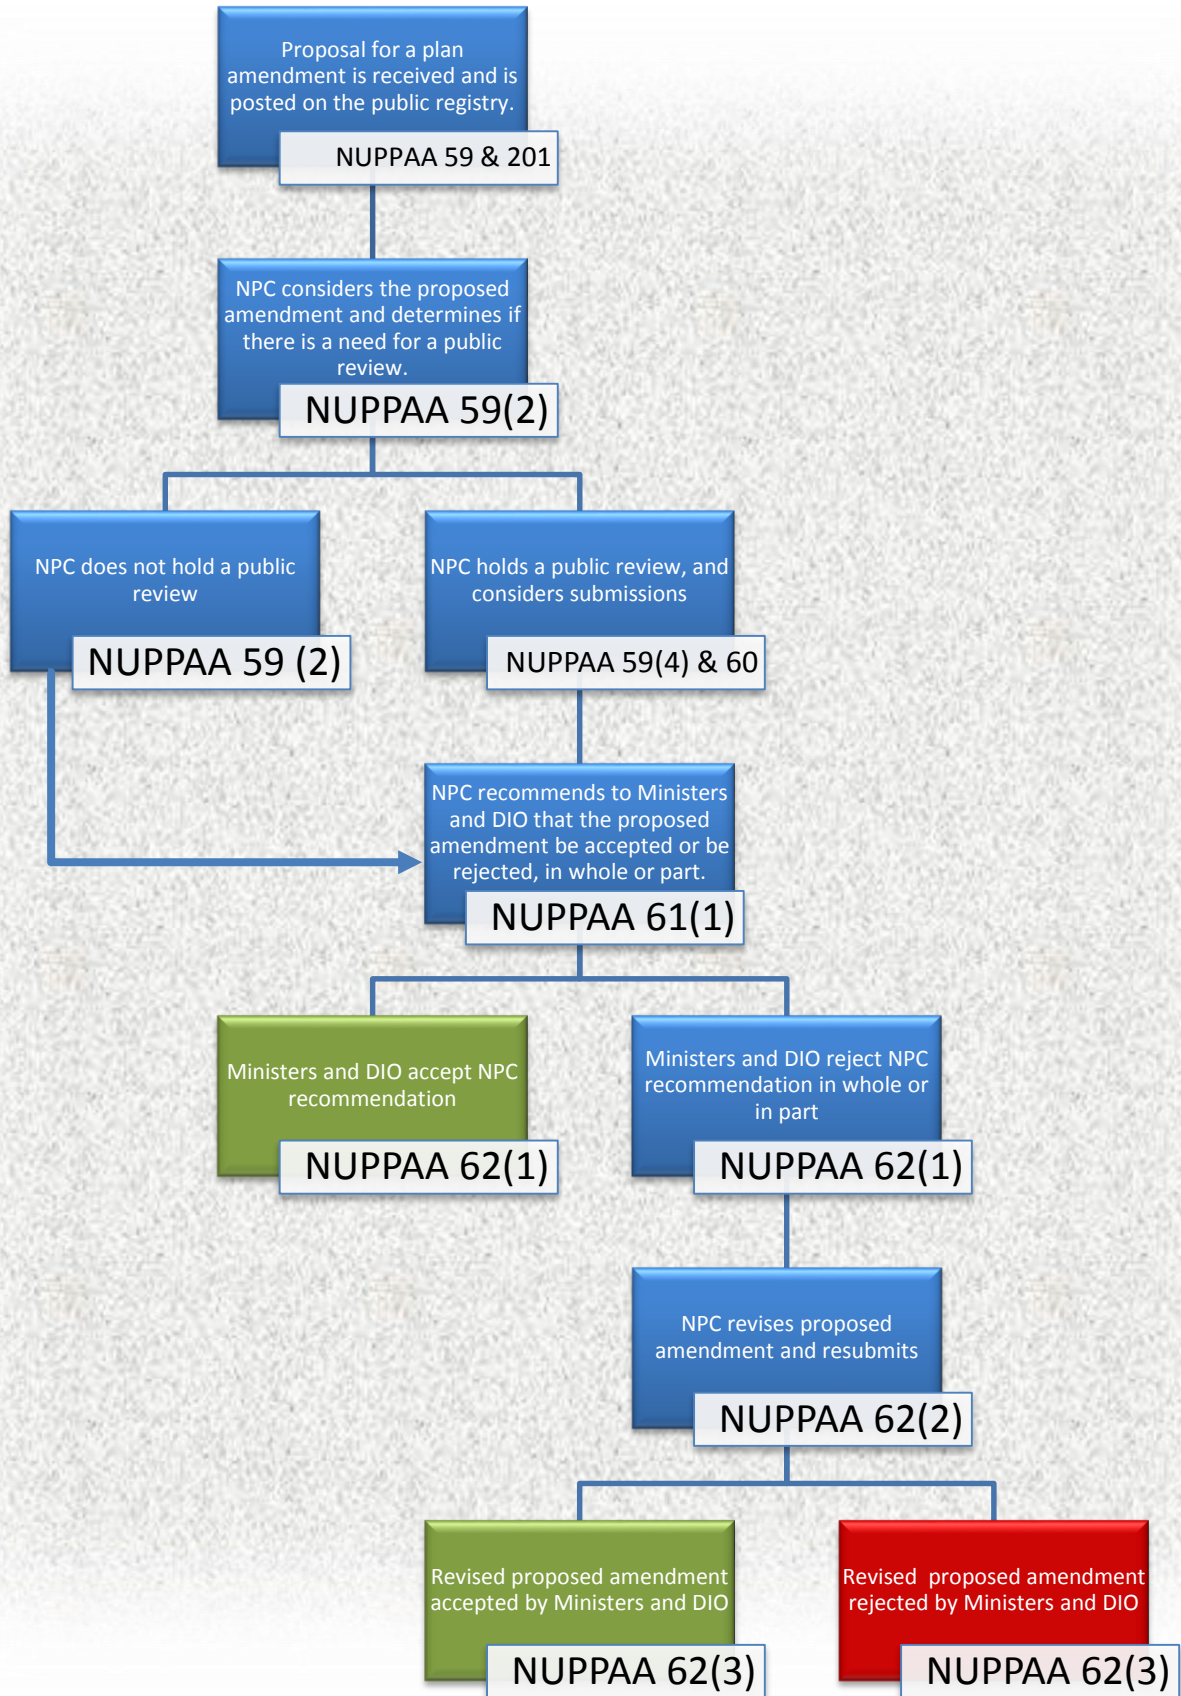 Proposal for a plan
amendment is received and is
posted on the public registry.
NUPPAA 59 & 201
NPC considers the proposed
amendment and determines if
there is a need for a public
review.
NUPPAA 59(2)
NPC does not hold a public
review
NUPPAA 59 (2)
NPC holds a public review, and
considers submissions
NUPPAA 59(4) & 60
NPC recommends to Ministers
and DIO that the proposed
amendment be accepted or be
rejected, in whole or part.
NUPPAA 61(1)
Ministers and DIO accept NPC
recommendation
NUPPAA 62(1)
Ministers and DIO reject NPC
recommendation in whole or
in part
NUPPAA 62(1)
NPC revises proposed
amendment and resubmits
NUPPAA 62(2)
Revised proposed amendment
accepted by Ministers and DIO
NUPPAA 62(3)
Revised  proposed amendment
rejected by Ministers and DIO
NUPPAA 62(3)